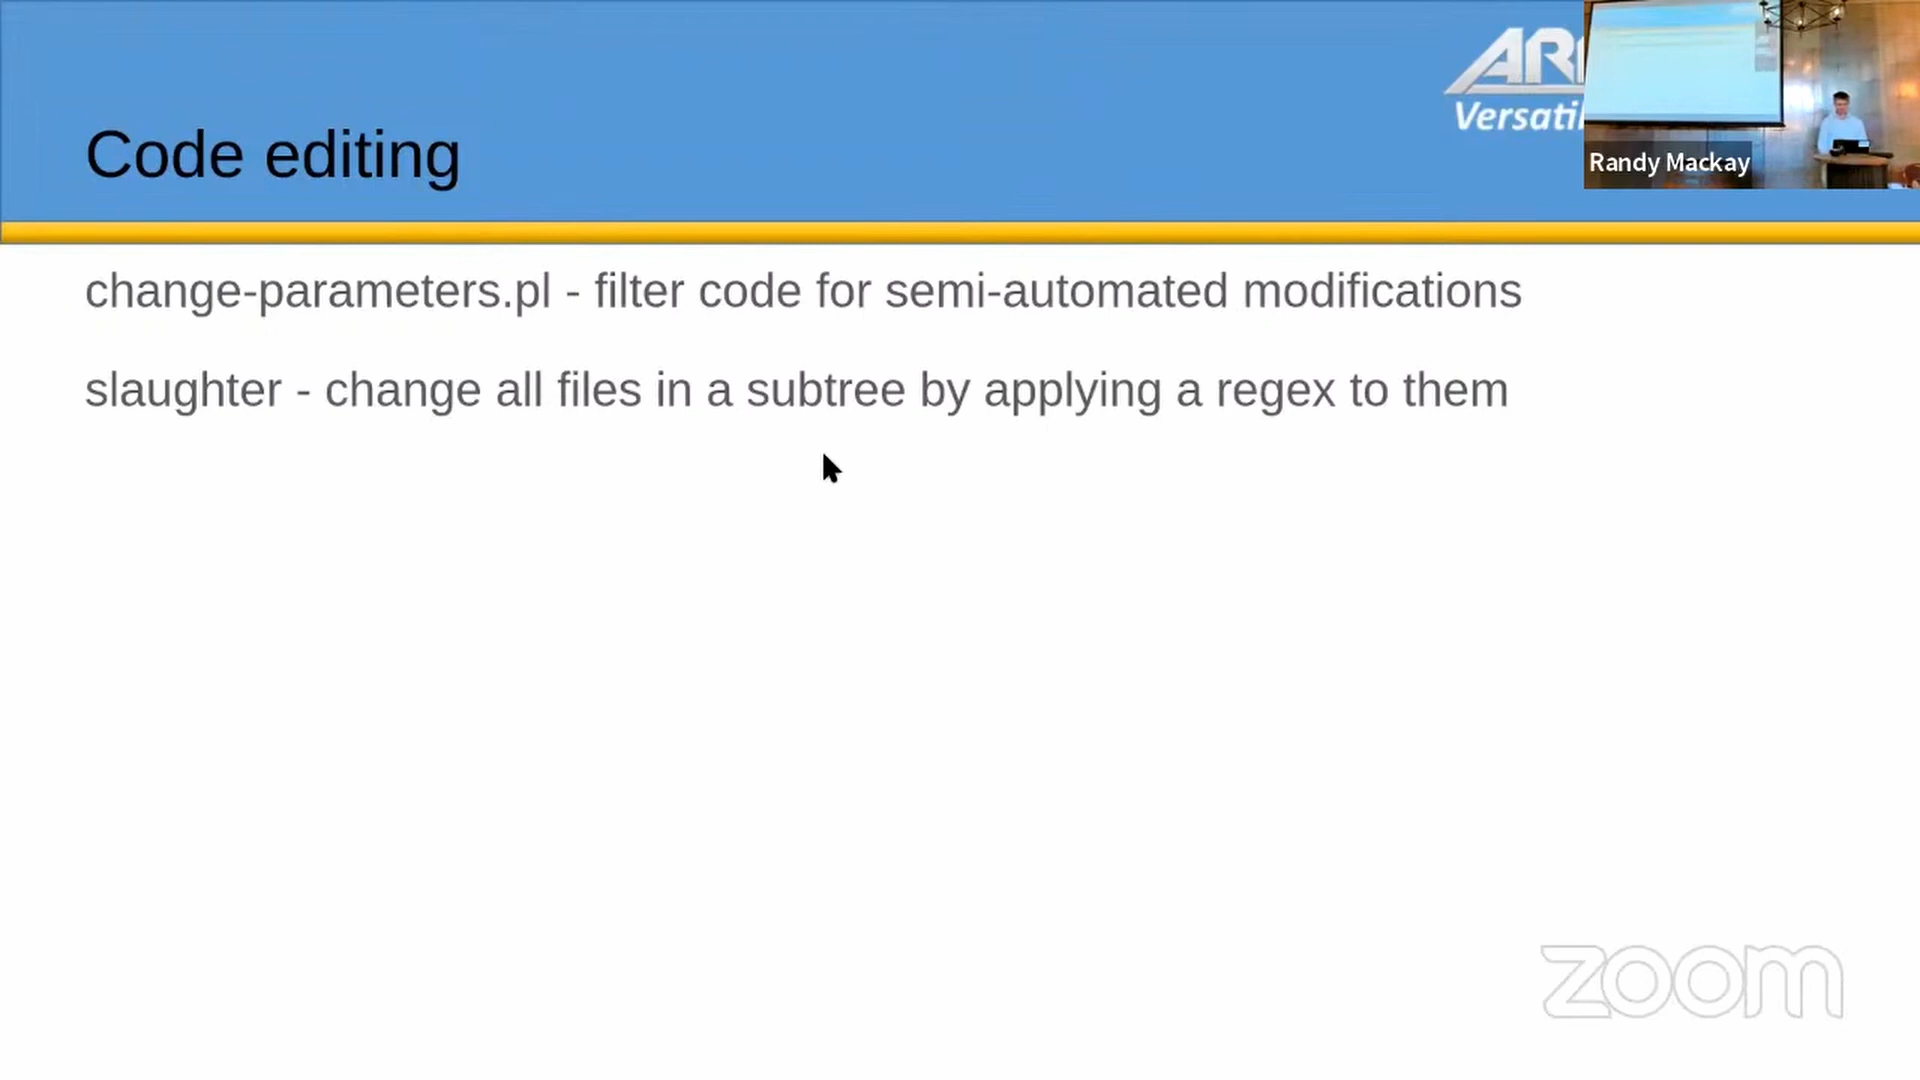 Code editing
Versati
Randy Mackay
change-parameters.pl - filter code for semi-automated modifications
slaughter - change all files in a subtree by applying a regex to them
zoom